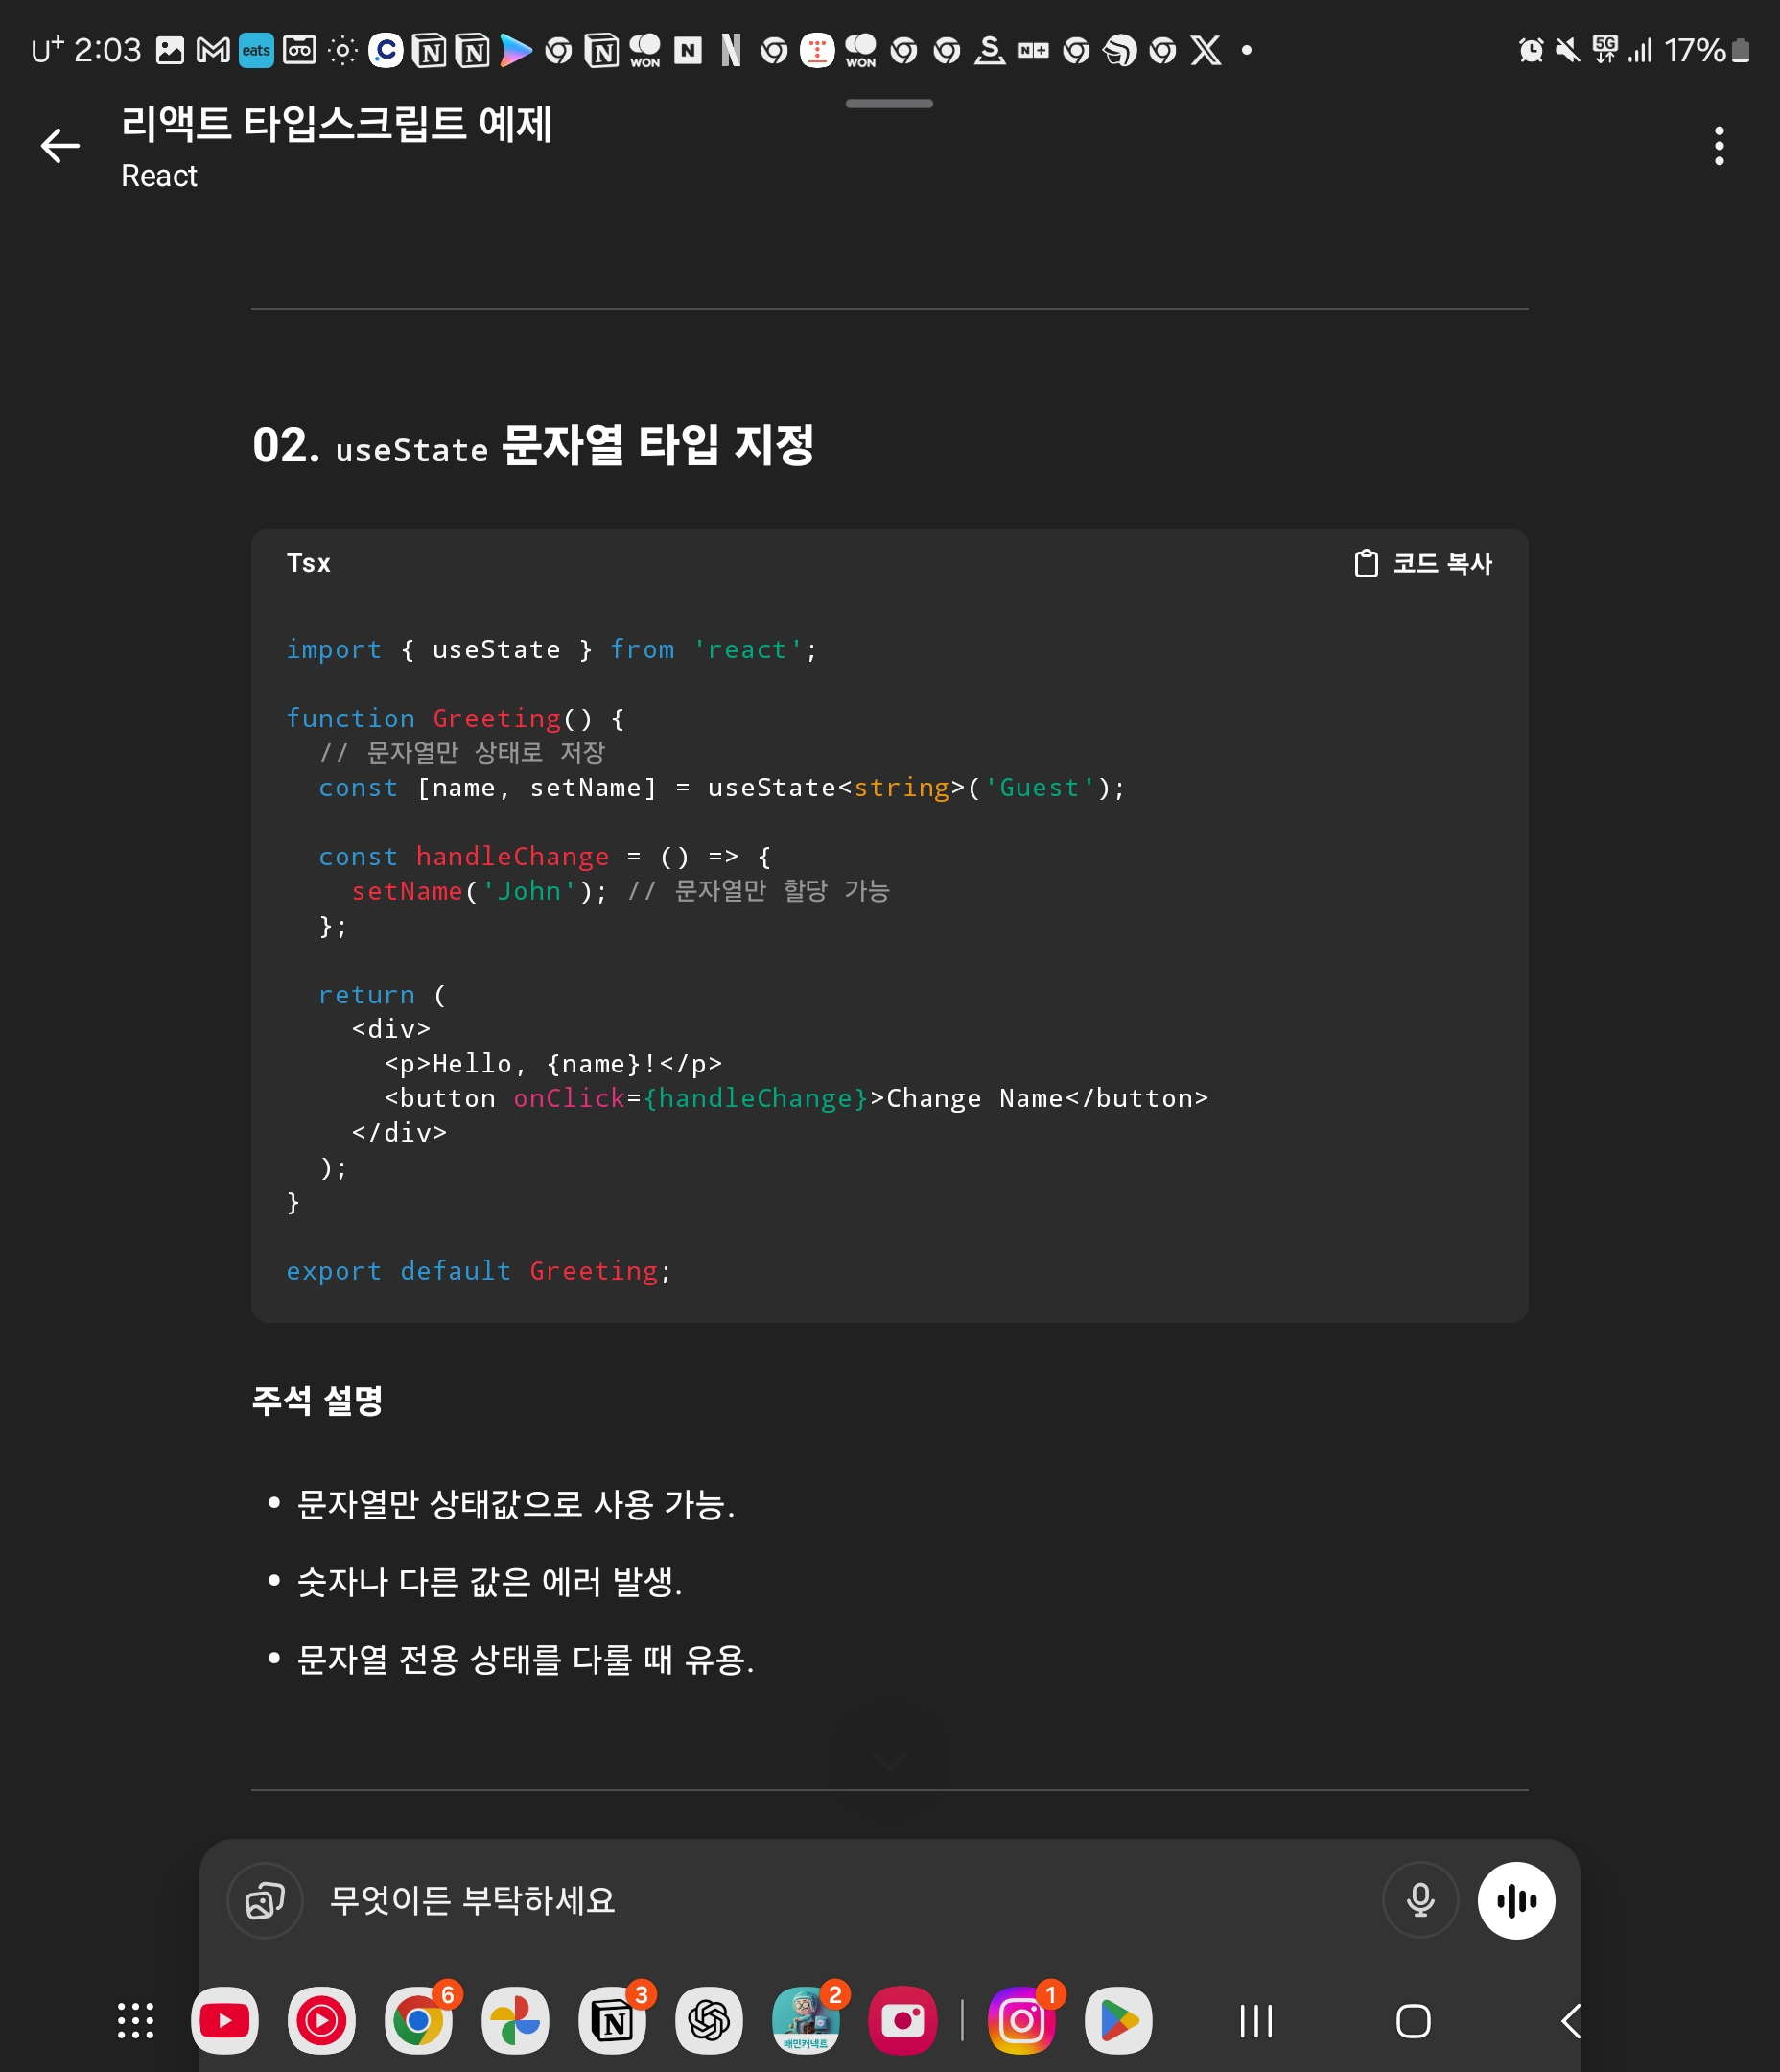 U+ 2:03 eats WON WON N+ 5G 17%
리액트 타입스크립트 예제
React
02. useState 문자열 타입 지정
Tsx 코드 복사
import { useState } from 'react';
function Greeting() {
// 문자열만 상태로 저장
const [name, setName] = useState<string>('Guest');
const handleChange = () => {
setName('John'); // 문자열만 할당 가능
};
return (
<div>
<p>Hello, {name}!</p>
<button onClick={handleChange}>Change Name</button>
</div>
);
}
export default Greeting;
주석 설명
• 문자열만 상태값으로 사용 가능.
• 숫자나 다른 값은 에러 발생.
• 문자열 전용 상태를 다룰 때 유용.
무엇이든 부탁하세요
6 3 2 1
배민커넥트